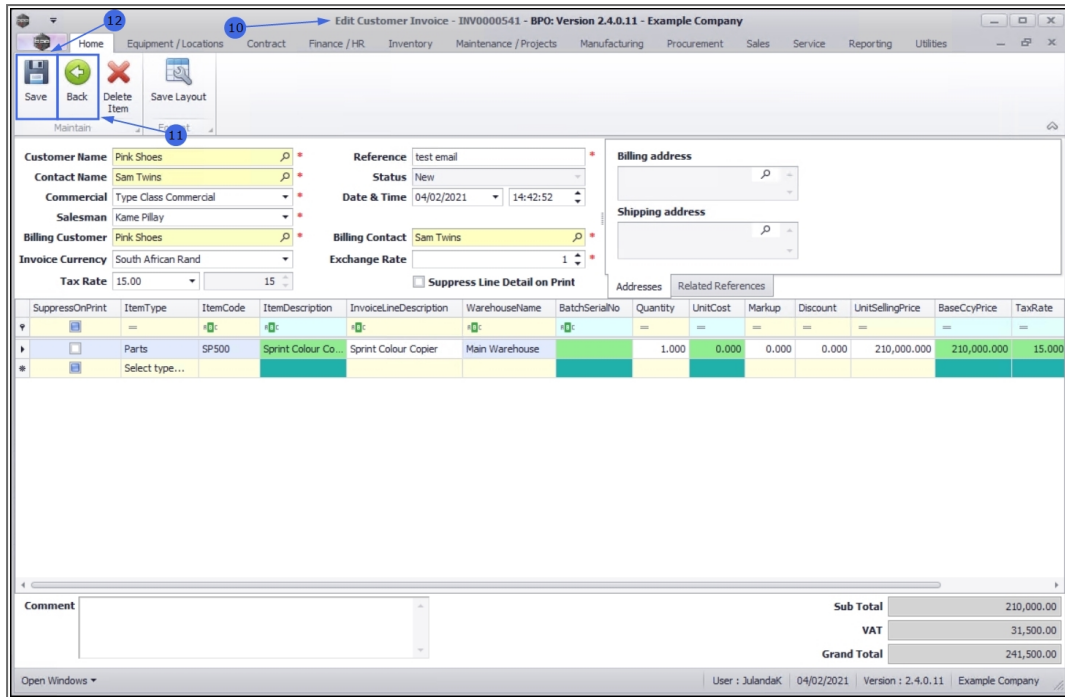 12
10
Edit Customer Invoice - INV0000541 - BPO: Version 2.4.0.11 - Example Company
Home Equipment / Locations Contract Finance / HR Inventory Maintenance / Projects Manufacturing Procurement Sales Service Reporting Utilities
Save Back Delete Item Save Layout
Maintain
11
Customer Name Pink Shoes * Reference test email * Billing address
Contact Name Sam Twins * Status New
Commercial Type Class Commercial * Date & Time 04/02/2021 14:42:52
Salesman Kame Pillay * Shipping address
Billing Customer Pink Shoes * Billing Contact Sam Twins *
Invoice Currency South African Rand Exchange Rate 1 *
Tax Rate 15.00 15 Suppress Line Detail on Print Addresses Related References
SuppressOnPrint ItemType ItemCode ItemDescription InvoiceLineDescription WarehouseName BatchSerialNo Quantity UnitCost Markup Discount UnitSellingPrice BaseCcyPrice TaxRate
= = = = = = = =
Parts SP500 Sprint Colour Co... Sprint Colour Copier Main Warehouse 1.000 0.000 0.000 0.000 210,000.000 210,000.000 15.000
Select type...
Comment Sub Total 210,000.00
VAT 31,500.00
Grand Total 241,500.00
Open Windows User : JulandaK 04/02/2021 Version : 2.4.0.11 Example Company